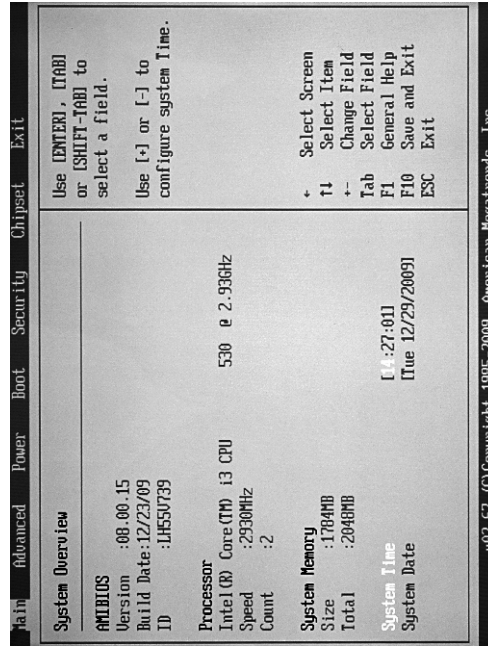 Main Advanced Power Boot Security Chipset Exit
System Overview
AMIBIOS
Version :08.00.15
Build Date:12/23/09
ID :LH55U739
Processor
Intel(R) Core(TM) i3 CPU 530 @ 2.93GHz
Speed :2930MHz
Count :2
System Memory
Size :1784MB
Total :2048MB
System Time [14:27:01]
System Date [Tue 12/29/2009]
Use [ENTER], [TAB]
or [SHIFT-TAB] to
select a field.
Use [+] or [-] to
configure system Time.
← Select Screen
↑↓ Select Item
+- Change Field
Tab Select Field
F1 General Help
F10 Save and Exit
ESC Exit
v02.67 (C)Copyright 1985-2009, American Megatrends, Inc.